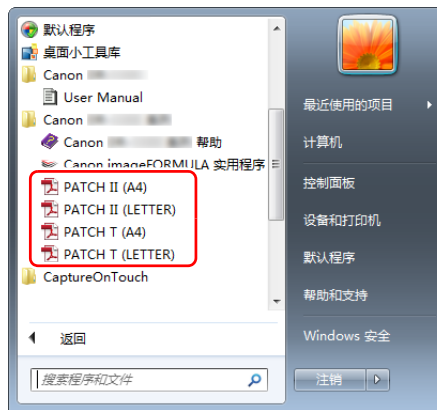 默认程序
桌面小工具库
Canon
User Manual
Canon
Canon 帮助
Canon imageFORMULA 实用程序
PATCH II (A4)
PATCH II (LETTER)
PATCH T (A4)
PATCH T (LETTER)
CaptureOnTouch
返回
搜索程序和文件
最近使用的项目
计算机
控制面板
设备和打印机
默认程序
帮助和支持
Windows 安全
注销